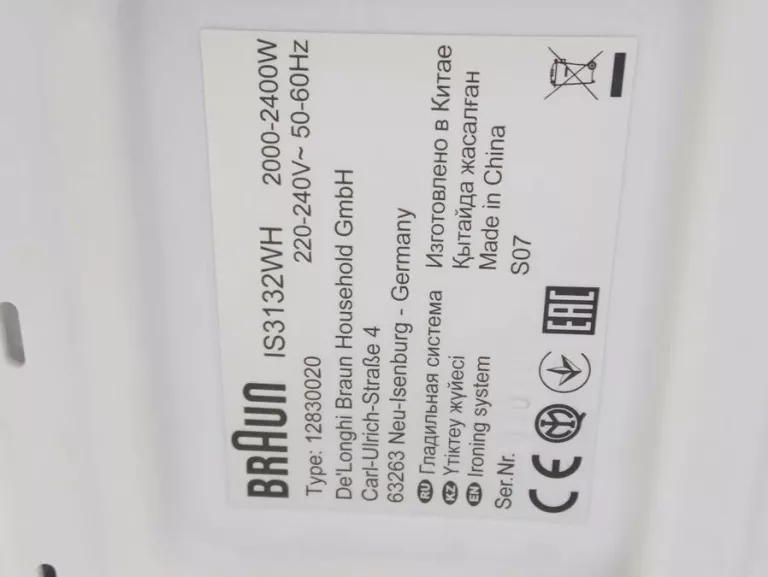 BRAUN IS3132WH 2000-2400W
220-240V~ 50-60Hz
Type: 12830020
De'Longhi Braun Household GmbH
Carl-Ulrich-Straße 4
63263 Neu-Isenburg - Germany
RU Гладильная система Изготовлено в Китае
KZ Үтіктеу жүйесі Қытайда жасалған
EN Ironing system Made in China
Ser.Nr. S07
CE EAC